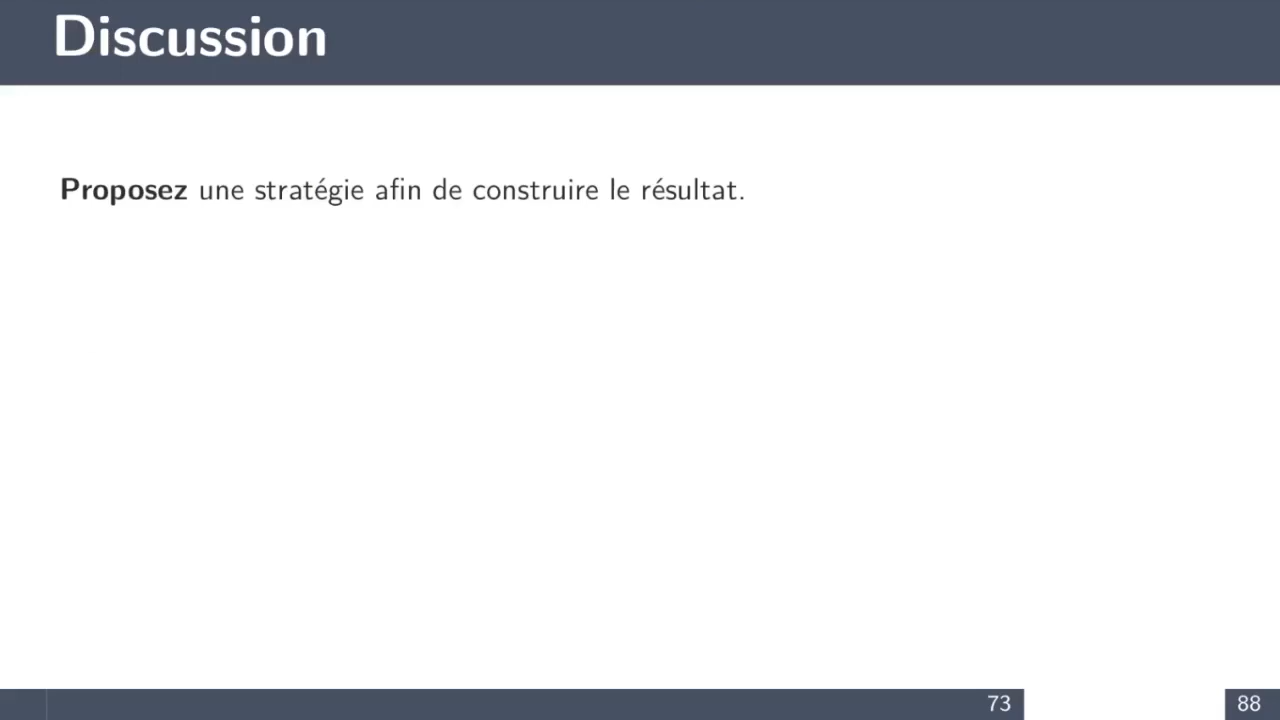 Discussion
Proposez une stratégie afin de construire le résultat.
73
88